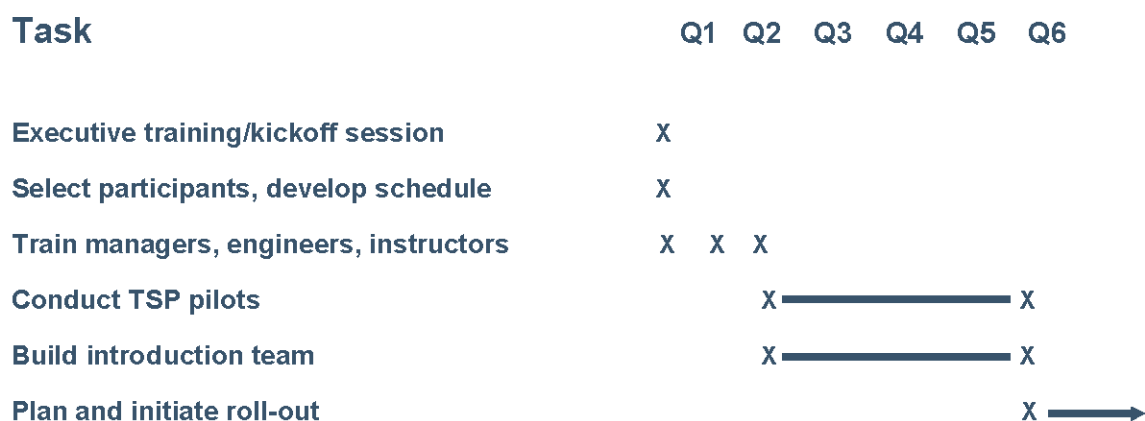 Task Q1 Q2 Q3 Q4 Q5 Q6
Executive training/kickoff session X
Select participants, develop schedule X
Train managers, engineers, instructors X X X
Conduct TSP pilots X X
Build introduction team X X
Plan and initiate roll-out X